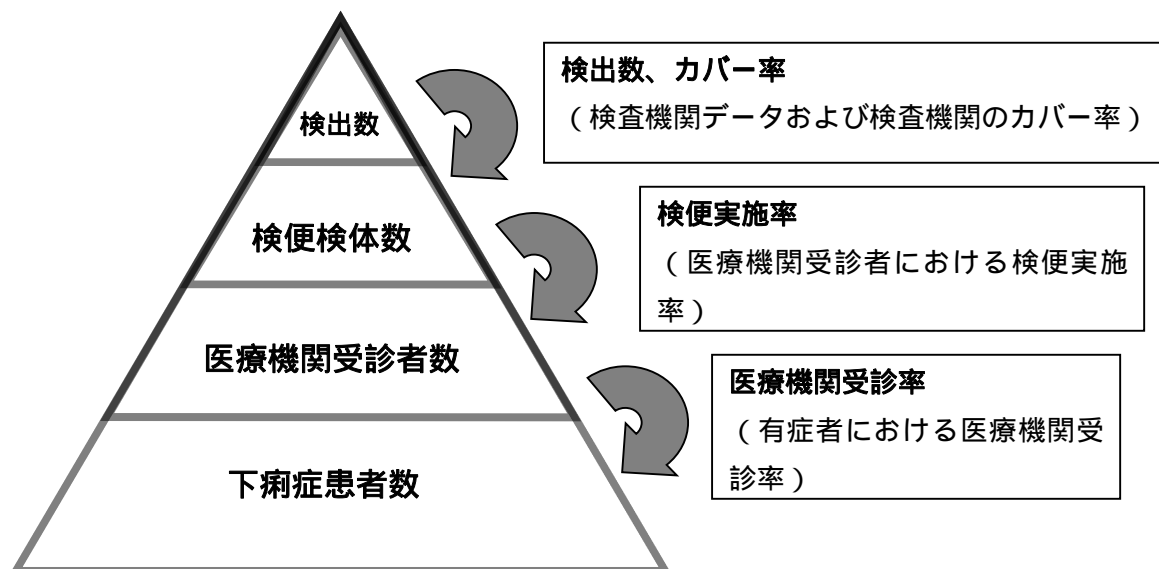 検出数
検便検体数
医療機関受診者数
下痢症患者数
検出数、カバー率
（検査機関データおよび検査機関のカバー率）
検便実施率
（医療機関受診者における検便実施
率）
医療機関受診率
（有症者における医療機関受
診率）